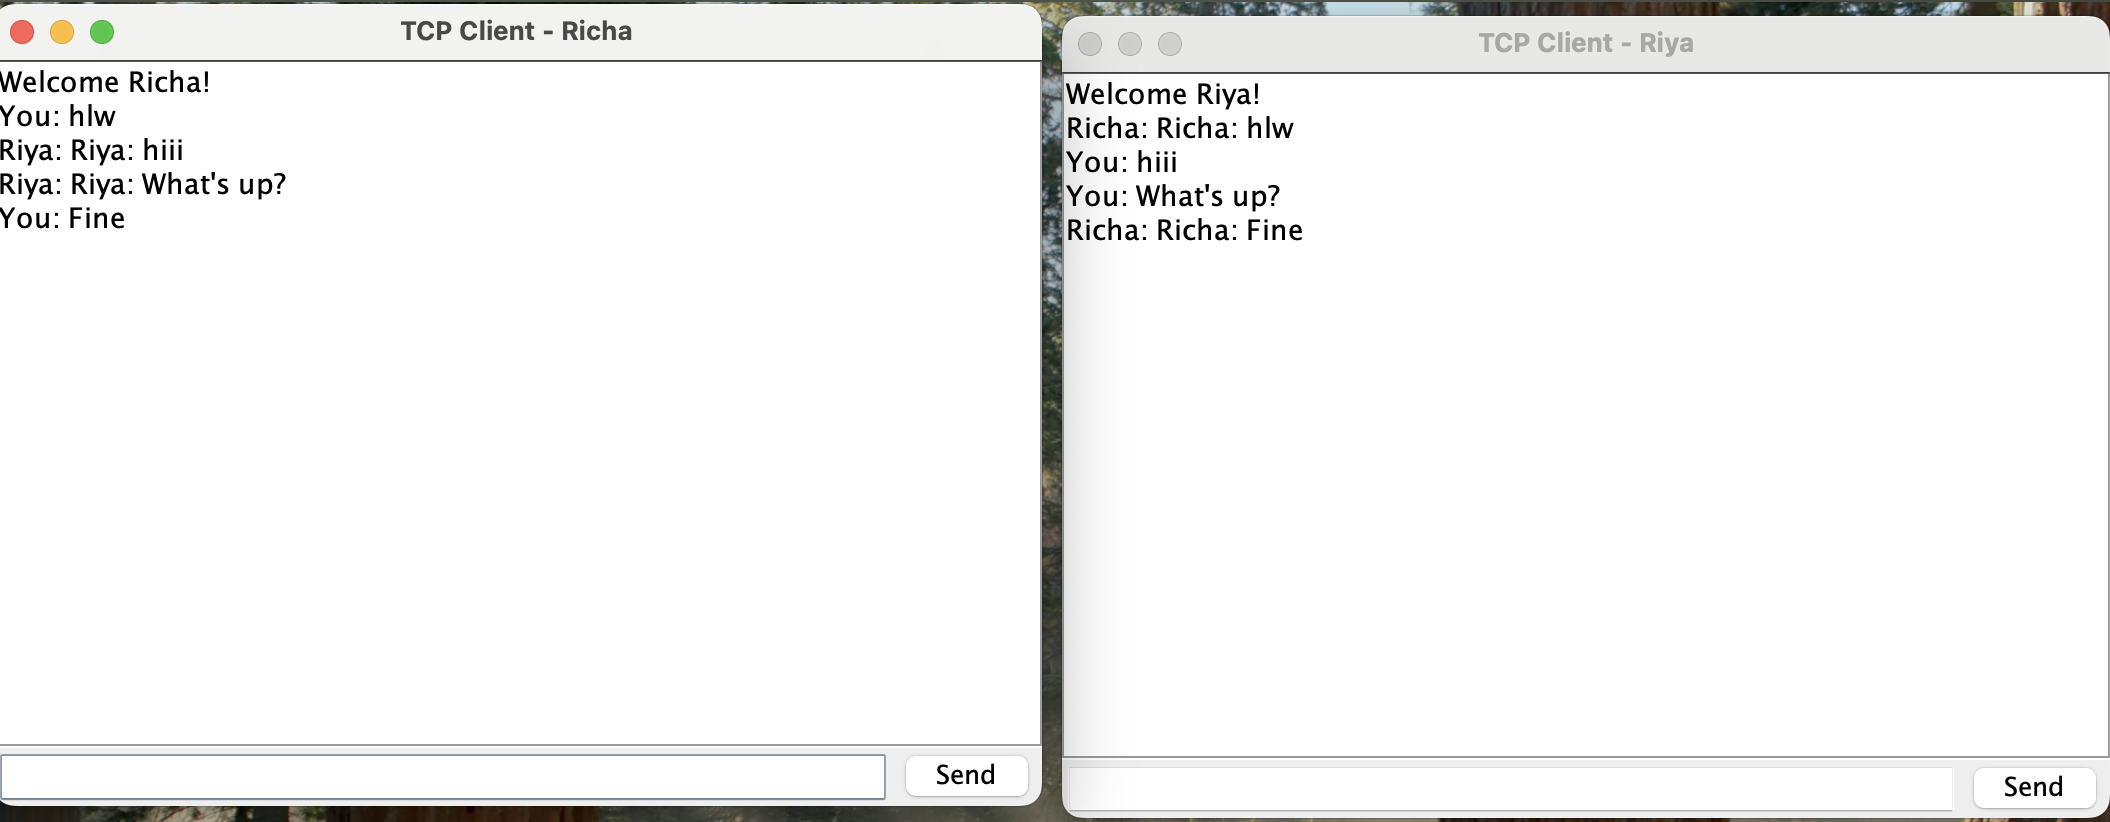 TCP Client - Richa
Welcome Richa!
You: hlw
Riya: Riya: hiii
Riya: Riya: What's up?
You: Fine
Send
TCP Client - Riya
Welcome Riya!
Richa: Richa: hlw
You: hiii
You: What's up?
Richa: Richa: Fine
Send